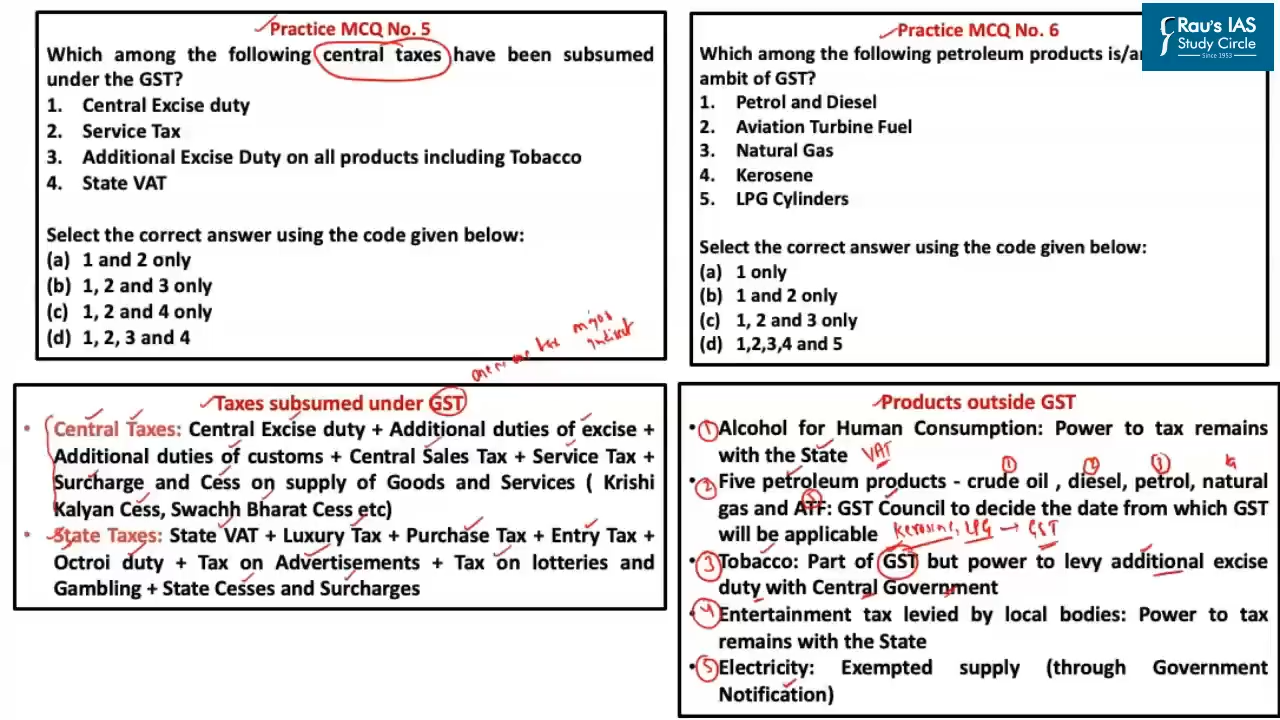 Practice MCQ No. 5
Which among the following central taxes have been subsumed
under the GST?
1. Central Excise duty
2. Service Tax
3. Additional Excise Duty on all products including Tobacco
4. State VAT
Select the correct answer using the code given below:
(a) 1 and 2 only
(b) 1, 2 and 3 only
(c) 1, 2 and 4 only
(d) 1, 2, 3 and 4
Practice MCQ No. 6
Which among the following petroleum products is/ar
ambit of GST?
1. Petrol and Diesel
2. Aviation Turbine Fuel
3. Natural Gas
4. Kerosene
5. LPG Cylinders
Select the correct answer using the code given below:
(a) 1 only
(b) 1 and 2 only
(c) 1, 2 and 3 only
(d) 1,2,3,4 and 5
Rau's IAS
Study Circle
Since 1953
major
indirect
Taxes subsumed under GST
• Central Taxes: Central Excise duty + Additional duties of excise +
Additional duties of customs + Central Sales Tax + Service Tax +
Surcharge and Cess on supply of Goods and Services ( Krishi
Kalyan Cess, Swachh Bharat Cess etc)
• State Taxes: State VAT + Luxury Tax + Purchase Tax + Entry Tax +
Octroi duty + Tax on Advertisements + Tax on lotteries and
Gambling + State Cesses and Surcharges
Products outside GST
• 1 Alcohol for Human Consumption: Power to tax remains
with the State VAT
1 2 3 4
• 2 Five petroleum products - crude oil , diesel, petrol, natural
5
gas and ATF: GST Council to decide the date from which GST
will be applicable Kerosene, LPG → GST
• 3 Tobacco: Part of GST but power to levy additional excise
duty with Central Government
• 4 Entertainment tax levied by local bodies: Power to tax
remains with the State
• 5 Electricity: Exempted supply (through Government
Notification)